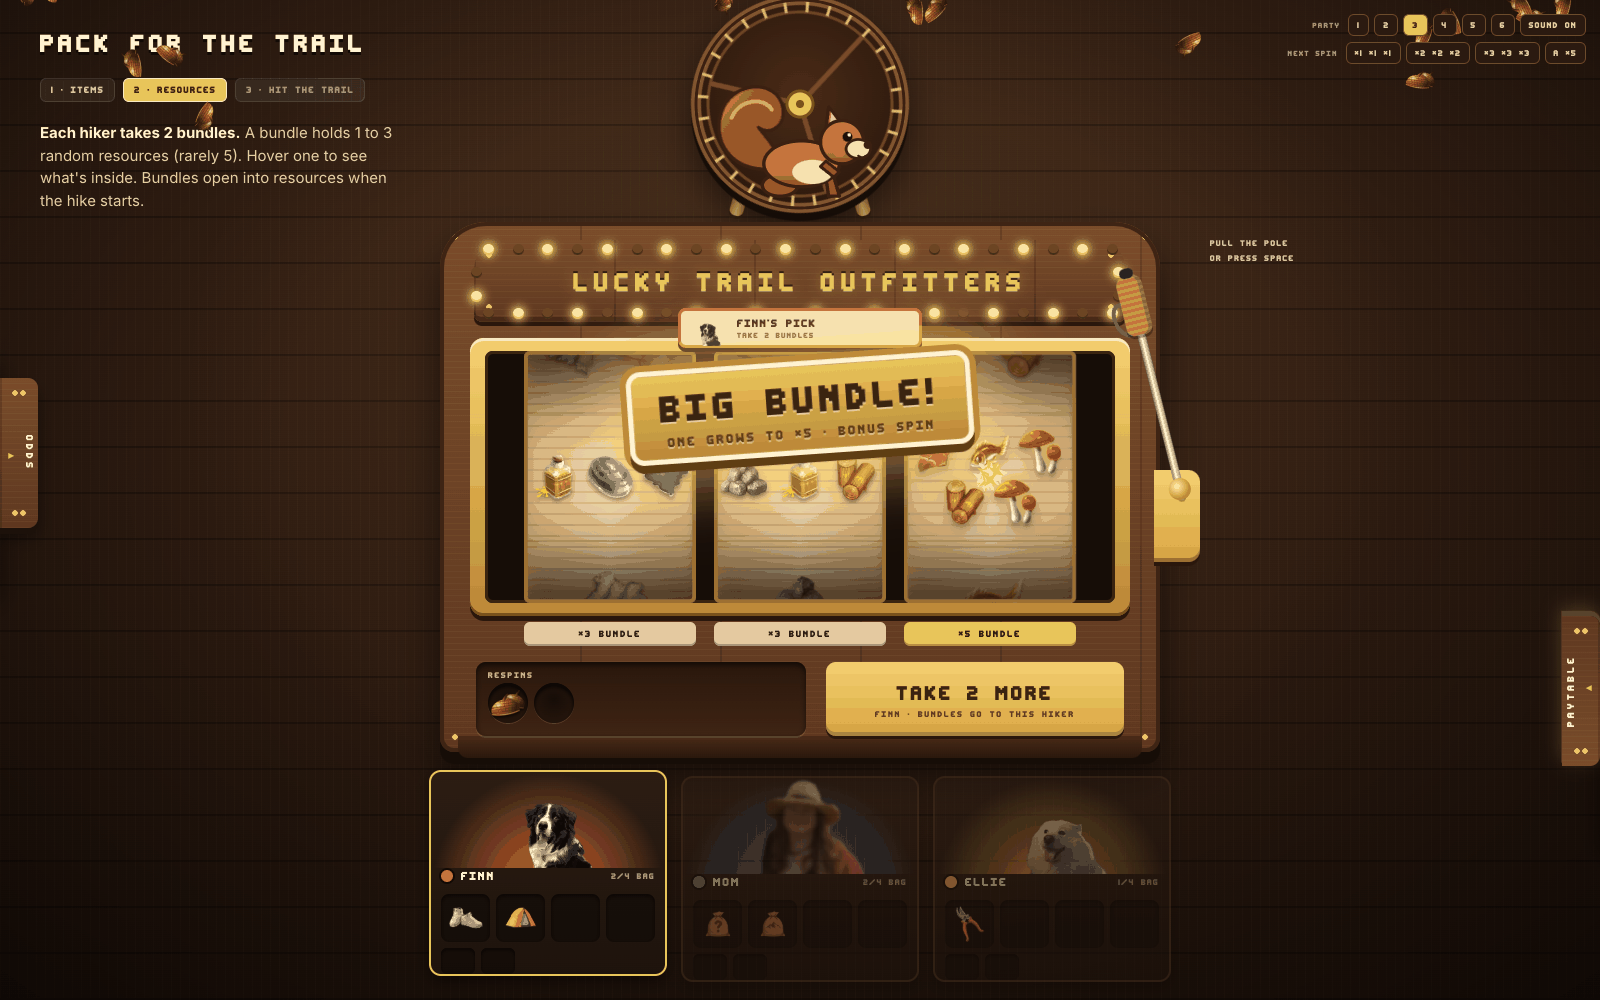 PACK FOR THE TRAIL
1 · ITEMS
2 · RESOURCES
3 · HIT THE TRAIL
Each hiker takes 2 bundles. A bundle holds 1 to 3
random resources (rarely 5). Hover one to see
what's inside. Bundles open into resources when
the hike starts.
PARTY 1 2 3 4 5 6 SOUND ON
NEXT SPIN ×1 ×1 ×1 ×2 ×2 ×2 ×3 ×3 ×3 A ×5
PULL THE POLE
OR PRESS SPACE
LUCKY TRAIL OUTFITTERS
FINN'S PICK
TAKE 2 BUNDLES
BIG BUNDLE!
ONE GROWS TO ×5 · BONUS SPIN
ODDS
×3 BUNDLE
×3 BUNDLE
×5 BUNDLE
RESPINS
TAKE 2 MORE
FINN · BUNDLES GO TO THIS HIKER
PAYTABLE
FINN 2/4 BAG
MOM 2/4 BAG
ELLIE 1/4 BAG